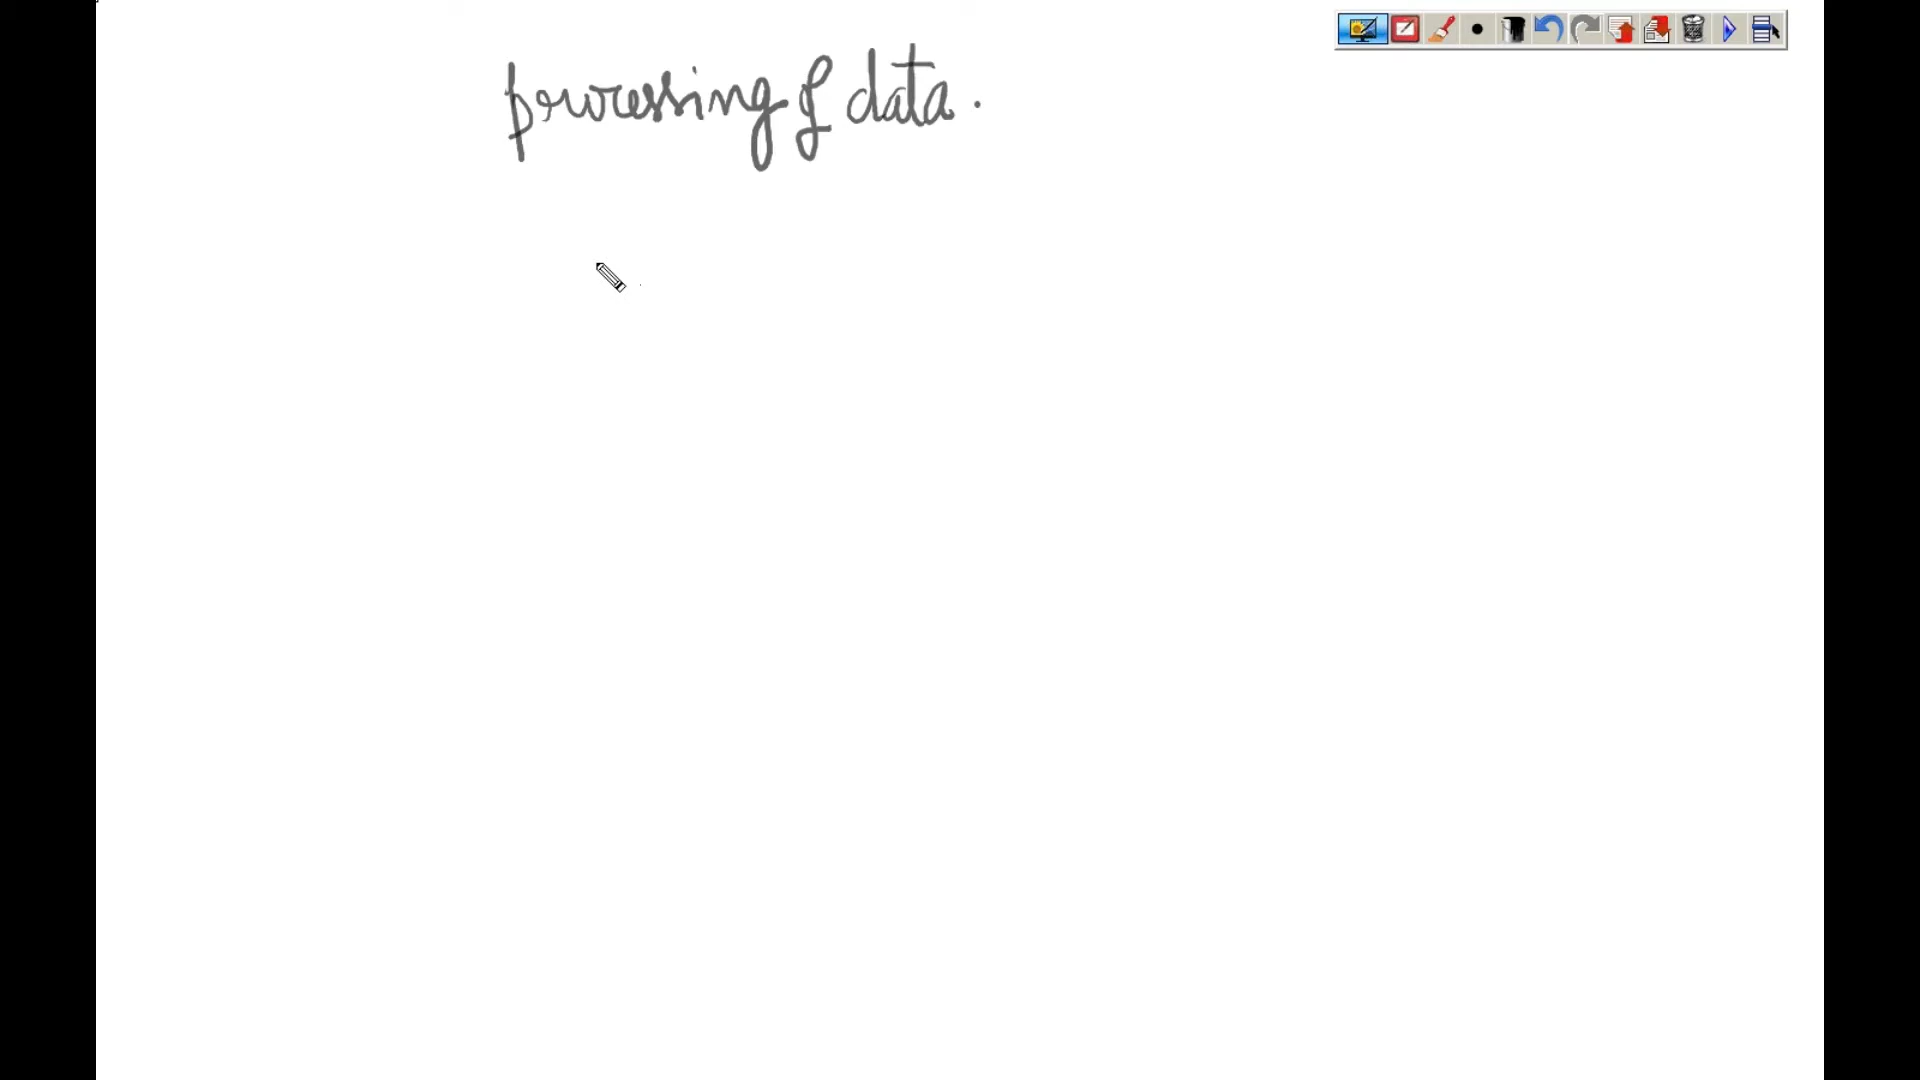 processing of data.